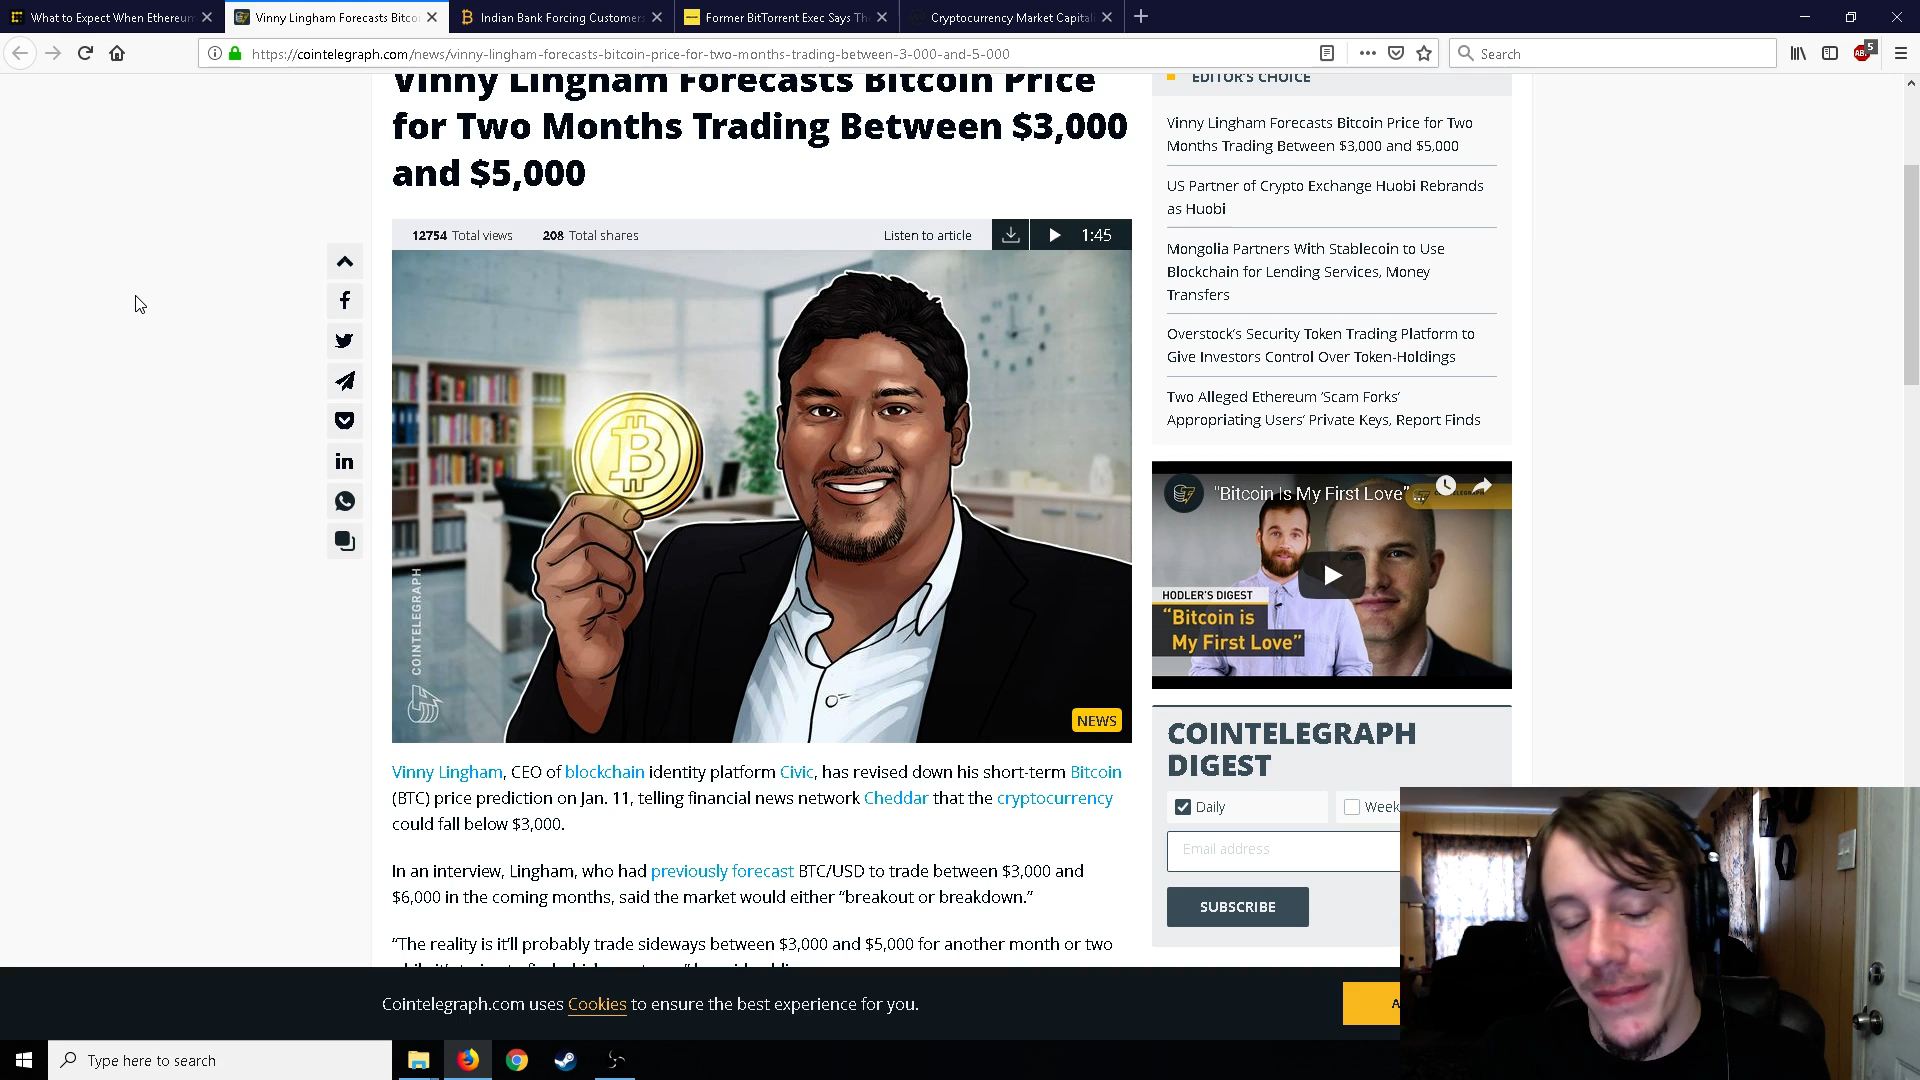 What to Expect When Ethereum
Vinny Lingham Forecasts Bitco
Indian Bank Forcing Customers
Former BitTorrent Exec Says Th
Cryptocurrency Market Capital
https://cointelegraph.com/news/vinny-lingham-forecasts-bitcoin-price-for-two-months-trading-between-3-000-and-5-000
Search
5
Vinny Lingham Forecasts Bitcoin Price
for Two Months Trading Between $3,000
and $5,000
12754 Total views
208 Total shares
Listen to article
1:45
COINTELEGRAPH
NEWS
Vinny Lingham, CEO of blockchain identity platform Civic, has revised down his short-term Bitcoin
(BTC) price prediction on Jan. 11, telling financial news network Cheddar that the cryptocurrency
could fall below $3,000.
In an interview, Lingham, who had previously forecast BTC/USD to trade between $3,000 and
$6,000 in the coming months, said the market would either “breakout or breakdown.”
“The reality is it’ll probably trade sideways between $3,000 and $5,000 for another month or two
EDITOR’S CHOICE
Vinny Lingham Forecasts Bitcoin Price for Two
Months Trading Between $3,000 and $5,000
US Partner of Crypto Exchange Huobi Rebrands
as Huobi
Mongolia Partners With Stablecoin to Use
Blockchain for Lending Services, Money
Transfers
Overstock’s Security Token Trading Platform to
Give Investors Control Over Token-Holdings
Two Alleged Ethereum ‘Scam Forks’
Appropriating Users’ Private Keys, Report Finds
"Bitcoin Is My First Love" ...
HODLER'S DIGEST
“Bitcoin is
My First Love”
COINTELEGRAPH
DIGEST
Daily
Week
Email address
SUBSCRIBE
Cointelegraph.com uses Cookies to ensure the best experience for you.
A
Type here to search